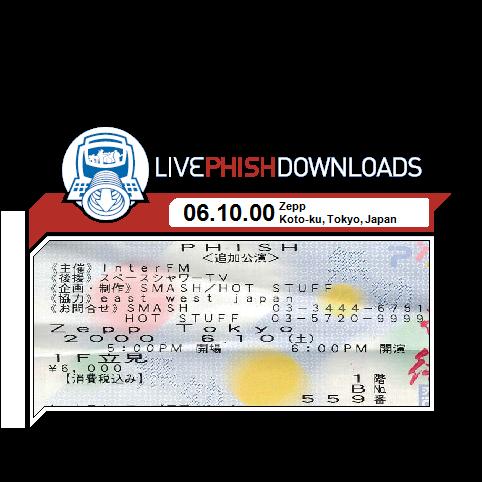 LIVEPHISHDOWNLOADS
06.10.00
Zepp
Koto-ku, Tokyo, Japan
PHISH
＜追加公演＞
《主催》InterFM
《後援》スペースシャワーTV
《企画・制作》SMASH/HOT STUFF
《協力》east west japan
《お問合せ》SMASH 03-3444-6751
HOT STUFF 03-5720-9999
Zepp Tokyo
2000 6.10(土)
5:00PM 開場 6:00PM 開演
1F立見
¥6,000
【消費税込み】
1 階
B No.
559 番